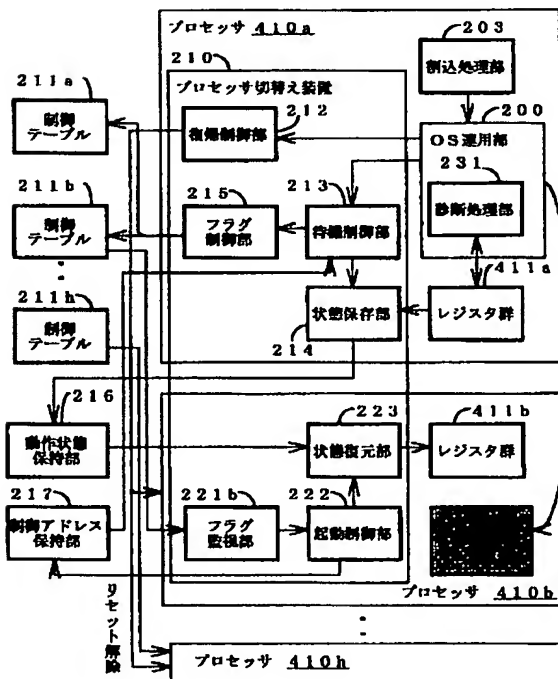 プロセッサ 410a
210
203
211a
プロセッサ切替え装置
割込処理部
制御
テーブル
212
復帰制御部
200
OS運用部
211b
215
213
231
制御
テーブル
フラグ
制御部
待機制御部
診断処理部
411a
211h
状態保存部
レジスタ群
制御
テーブル
214
216
223
411b
動作状態
保持部
状態復元部
レジスタ群
217
221b
222
制御アドレス
保持部
フラグ
監視部
起動制御部
プロセッサ 410b
リセット解除
プロセッサ 410h